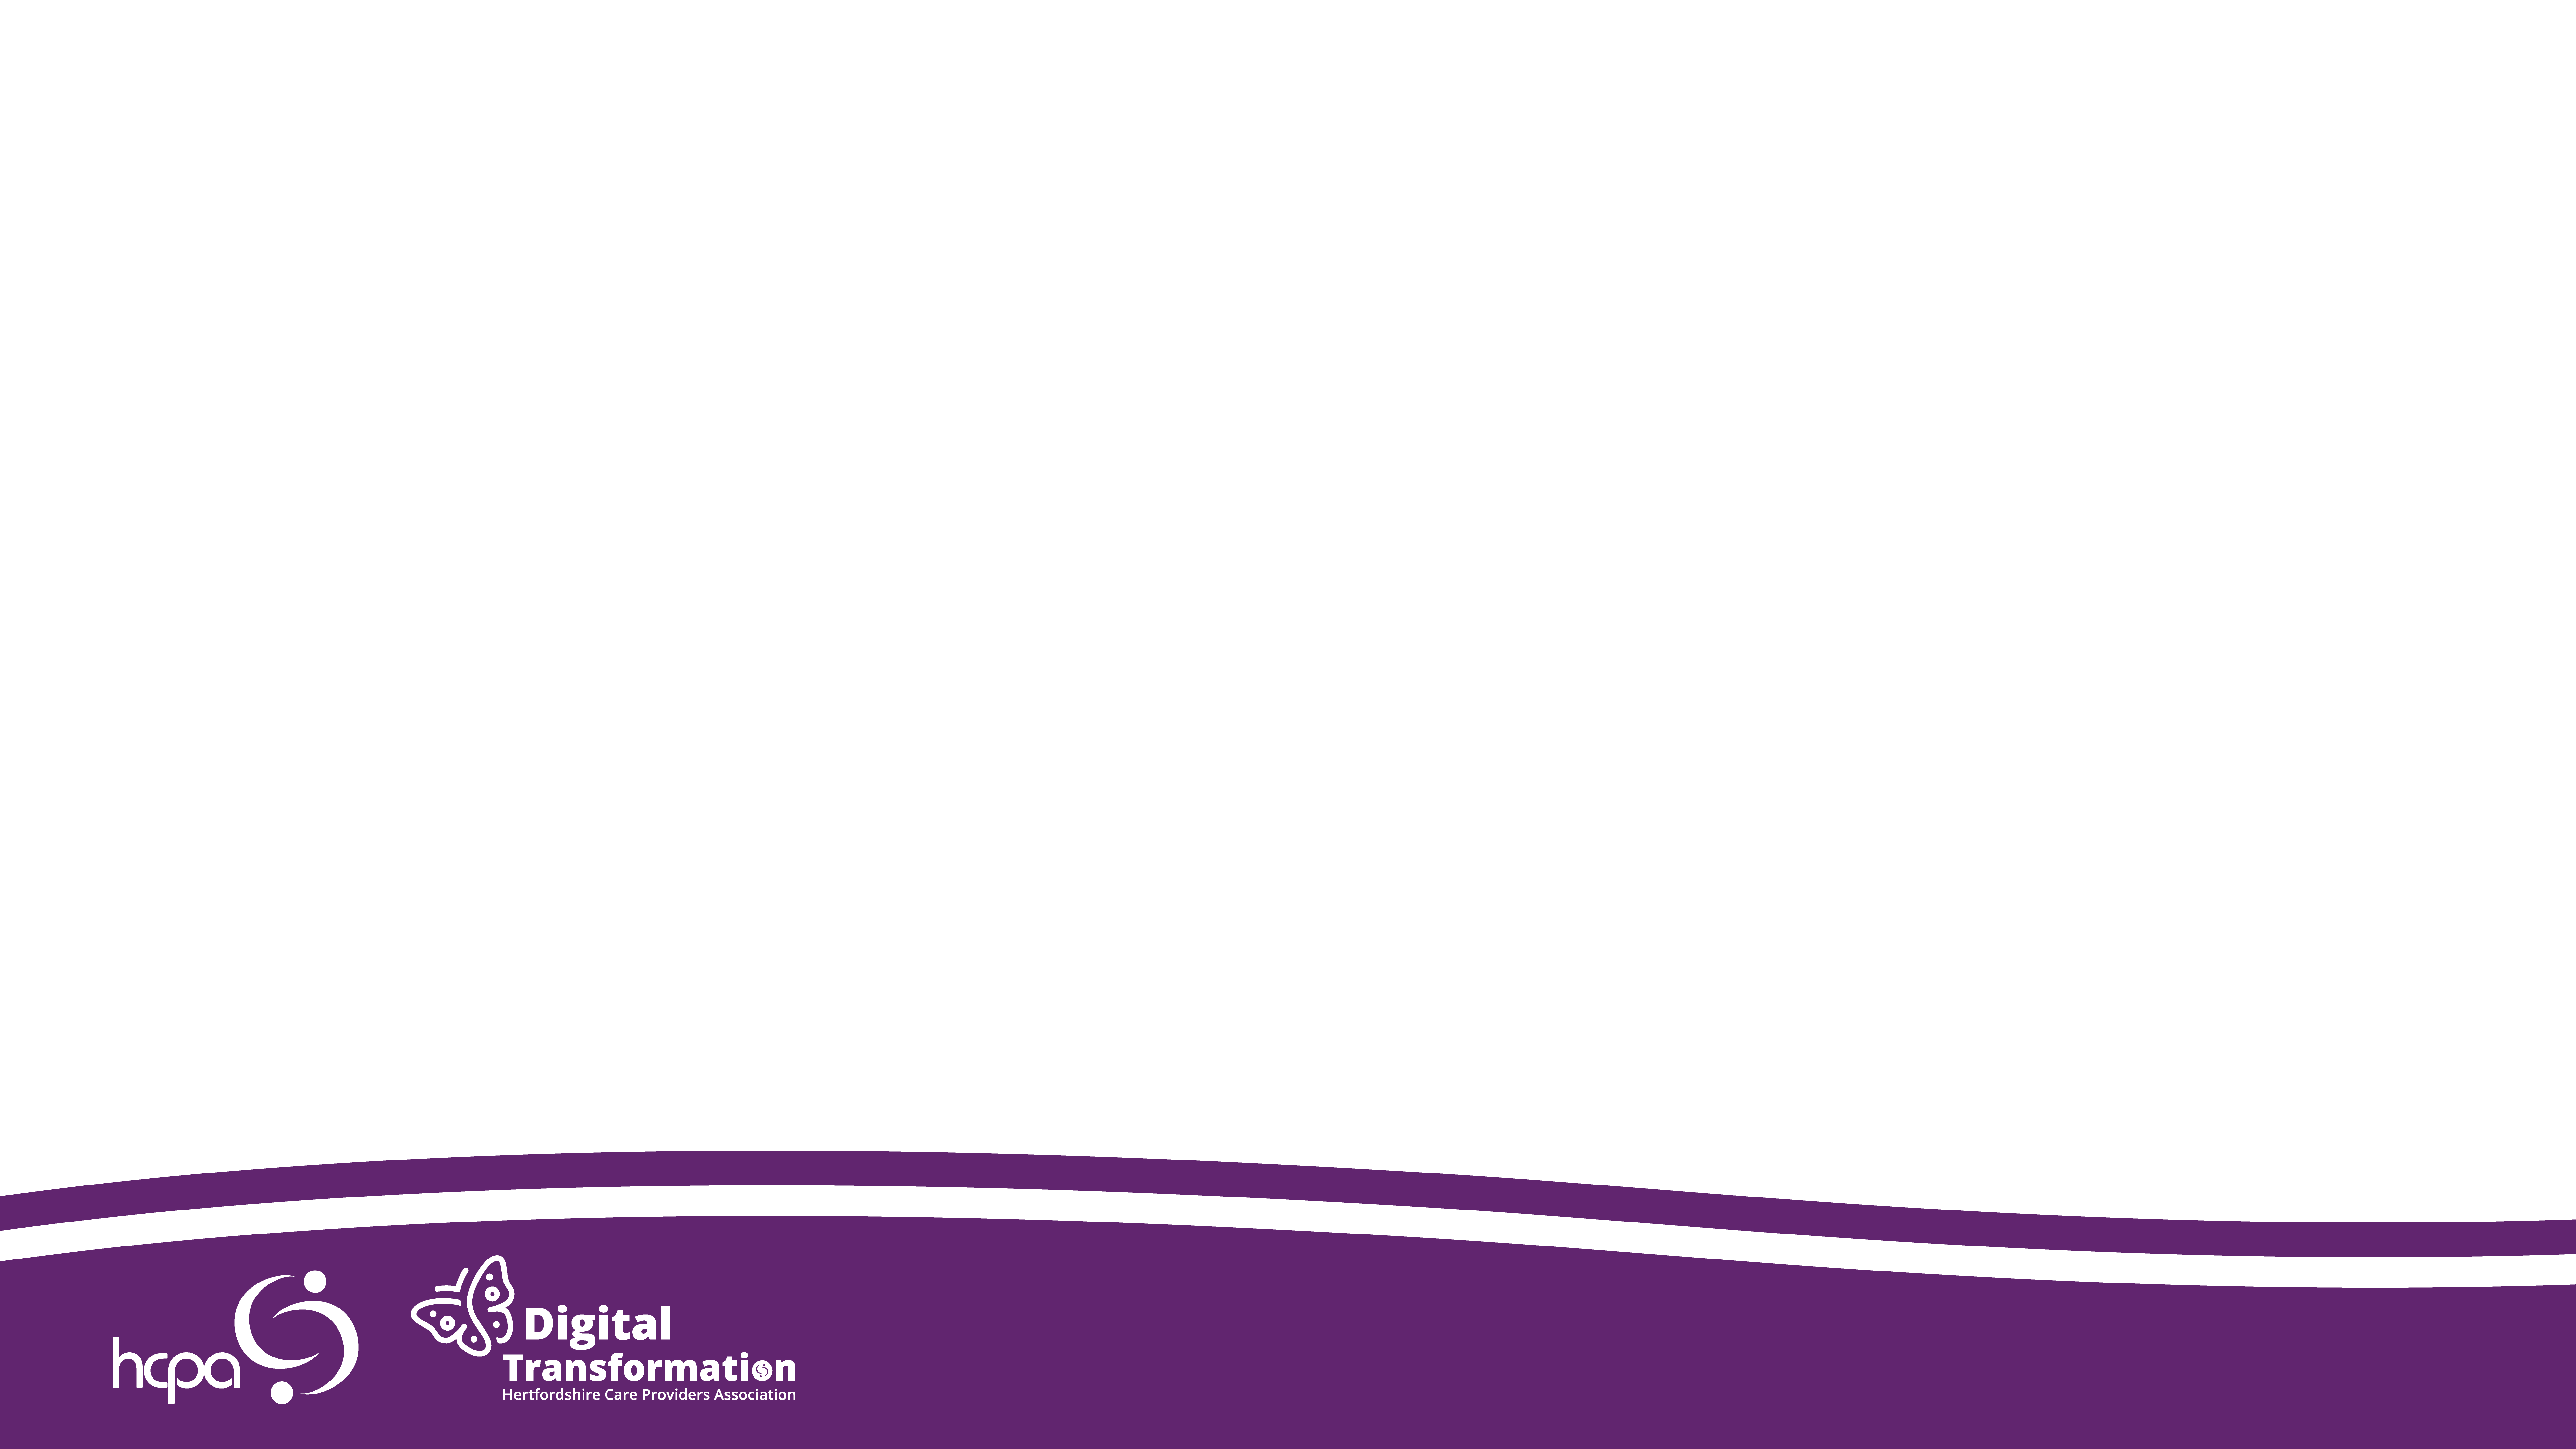 hcpa
Digital
Transformation
Hertfordshire Care Providers Association